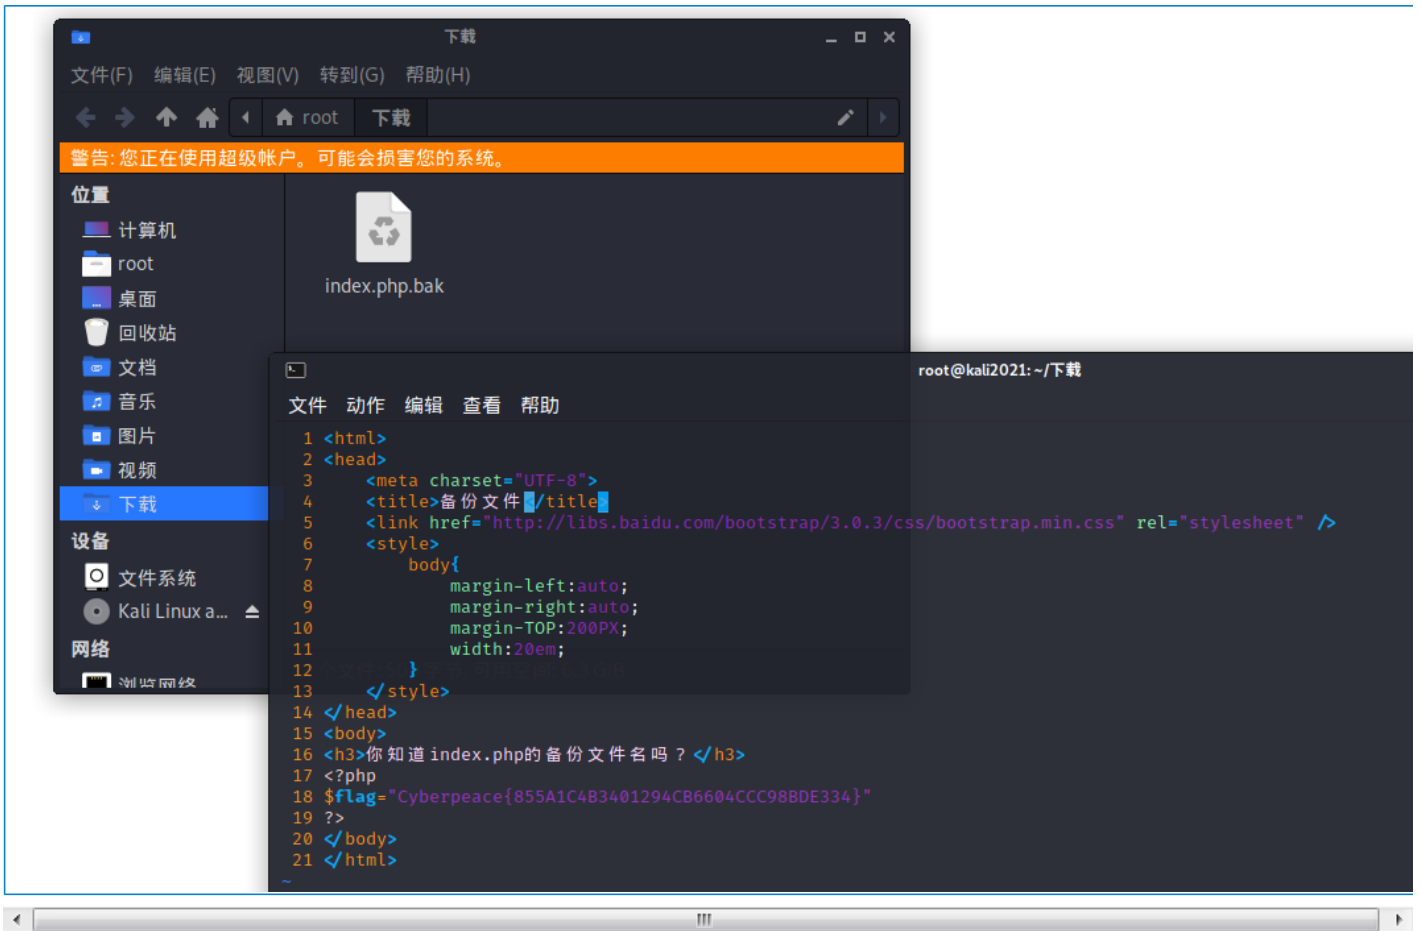 下载
文件(F) 编辑(E) 视图(V) 转到(G) 帮助(H)
root 下载
警告: 您正在使用超级帐户。可能会损害您的系统。
位置
计算机
root
桌面
回收站
文档
音乐
图片
视频
下载
设备
文件系统
Kali Linux a...
网络
浏览网络
index.php.bak
root@kali2021: ~/下载
文件 动作 编辑 查看 帮助
1 <html>
2 <head>
3 <meta charset="UTF-8">
4 <title>备份文件</title>
5 <link href="http://libs.baidu.com/bootstrap/3.0.3/css/bootstrap.min.css" rel="stylesheet" />
6 <style>
7 body{
8 margin-left:auto;
9 margin-right:auto;
10 margin-TOP:200PX;
11 width:20em;
12 }
13 </style>
14 </head>
15 <body>
16 <h3>你知道index.php的备份文件名吗？</h3>
17 <?php
18 $flag="Cyberpeace{855A1C4B3401294CB6604CCC98BDE334}"
19 ?>
20 </body>
21 </html>
~